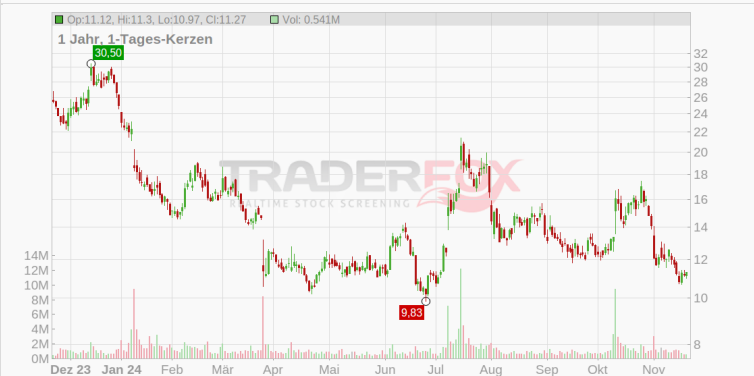 Op:11.12, Hi:11.3, Lo:10.97, Cl:11.27 Vol: 0.541M
1 Jahr, 1-Tages-Kerzen
30,50
32
30
28
26
24
22
20
18
TRADERFOX
16
REALTIME STOCK SCREENING
14
14M
12
12M
10M
10
9,83
8M
6M
4M
2M
8
0M
Dez 23 Jan 24 Feb Mär Apr Mai Jun Jul Aug Sep Okt Nov